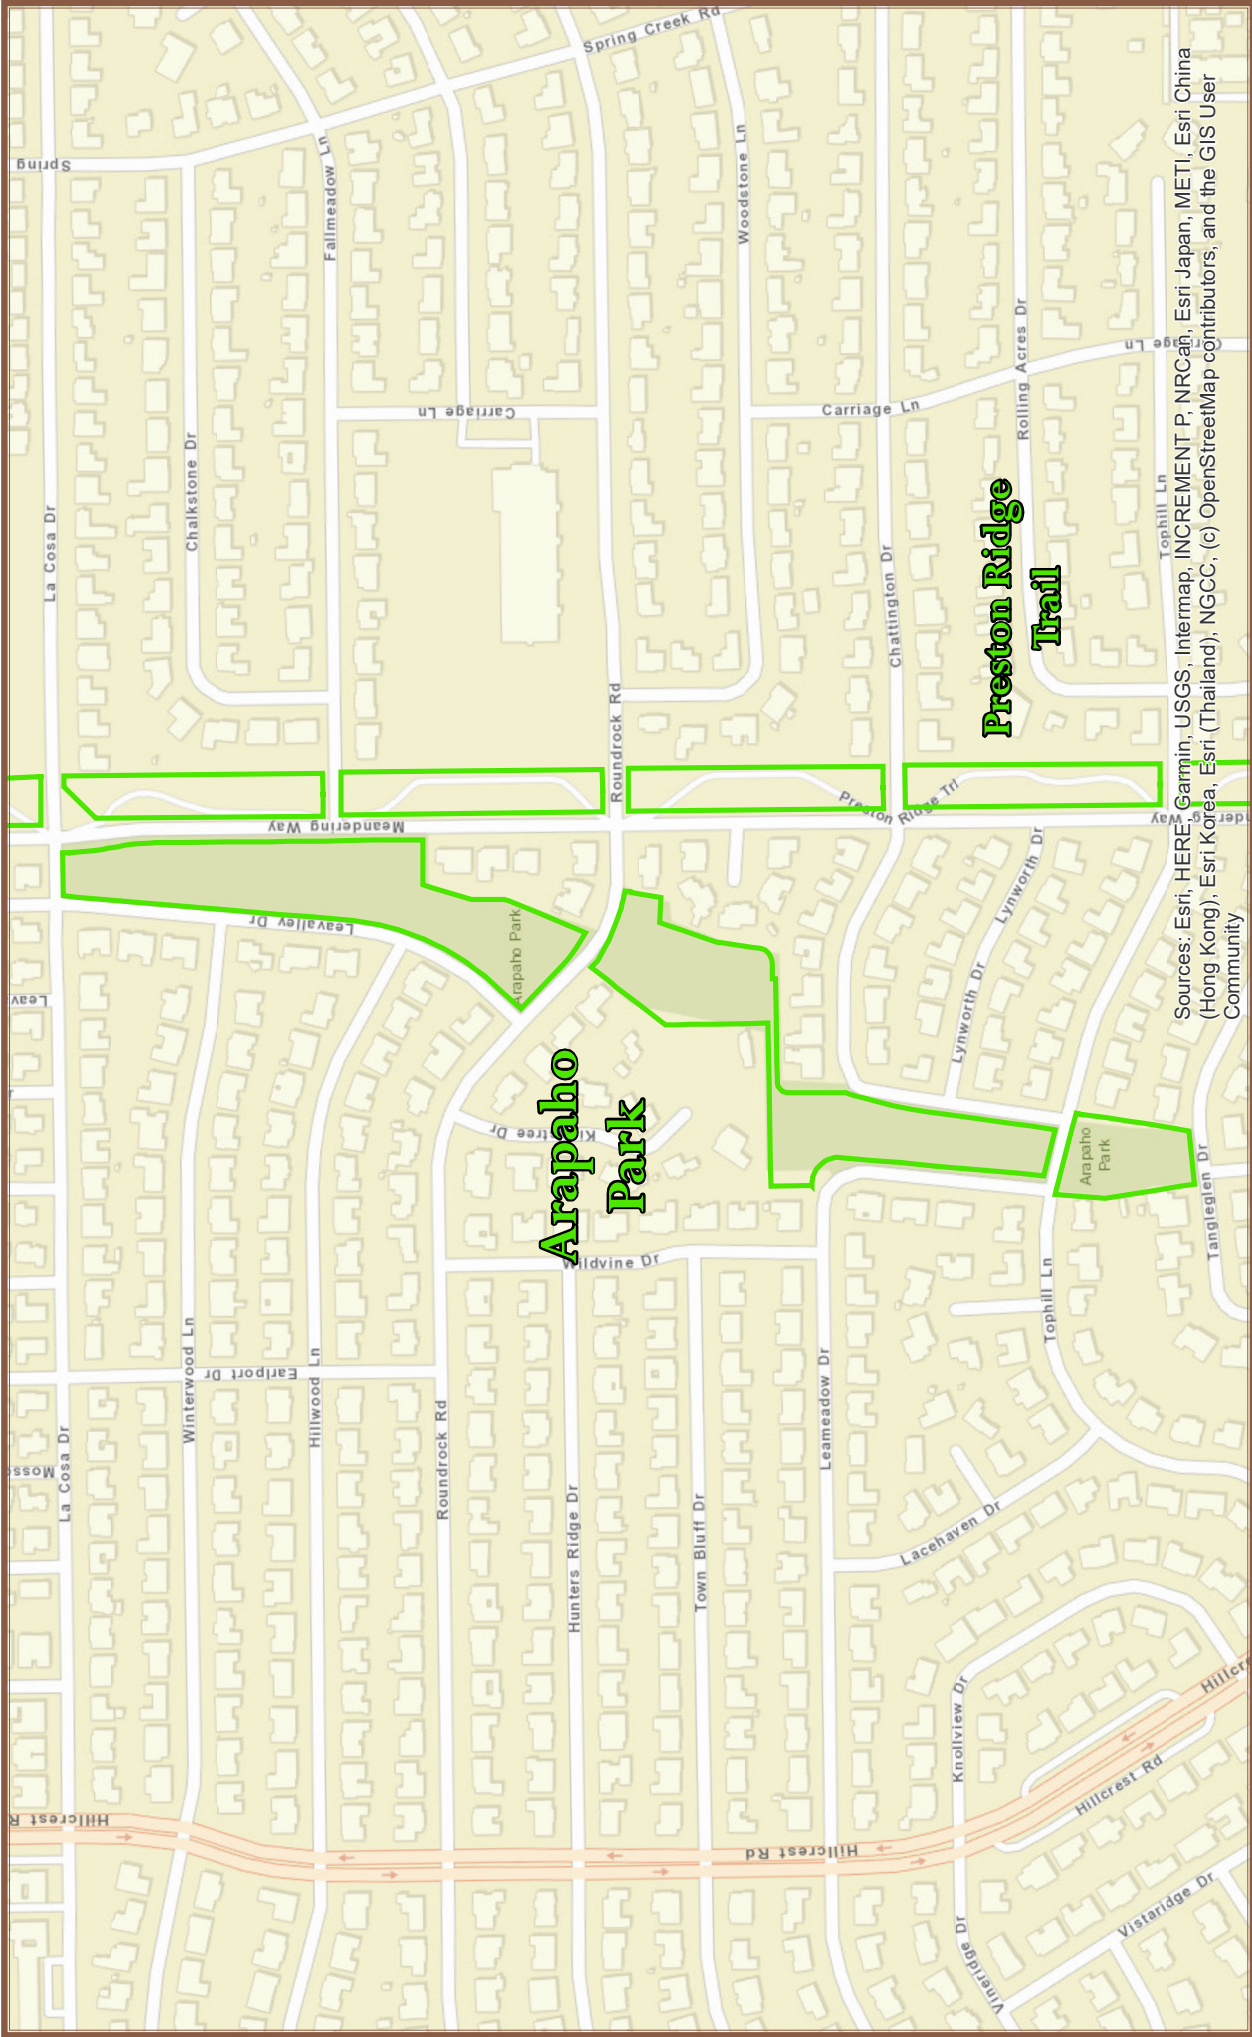 Spring Creek Rd
Spring
Fallmeadow Ln
Woodstone Ln
Carriage Ln
Rolling Acres Dr
Carriage Ln
Carriage Ln
Chalkstone Dr
La Cosa Dr
Tophill Ln
Chattington Dr
Preston Ridge
Trail
Roundrock Rd
Preston Ridge Trl
Meandering Way
dering Way
Lynworth Dr
Lynworth Dr
Leavalley Dr
Arapaho Park
Leav
Arapaho
Park
Arapaho
Park
Tangleglen Dr
Wildvine Dr
Tophill Ln
Winterwood Ln
Earlport Dr
Hillwood Ln
Leameadow Dr
Roundrock Rd
La Cosa Dr
Moss
Hunters Ridge Dr
Town Bluff Dr
Lacehaven Dr
Knollview Dr
Hillcre
Hillcrest Rd
Hillcrest R
Hillcrest Rd
Vineridge Dr
Vistaridge Dr
Sources: Esri, HERE, Garmin, USGS, Intermap, INCREMENT P, NRCan, Esri Japan, METI, Esri China
(Hong Kong), Esri Korea, Esri (Thailand), NGCC, (c) OpenStreetMap contributors, and the GIS User
Community